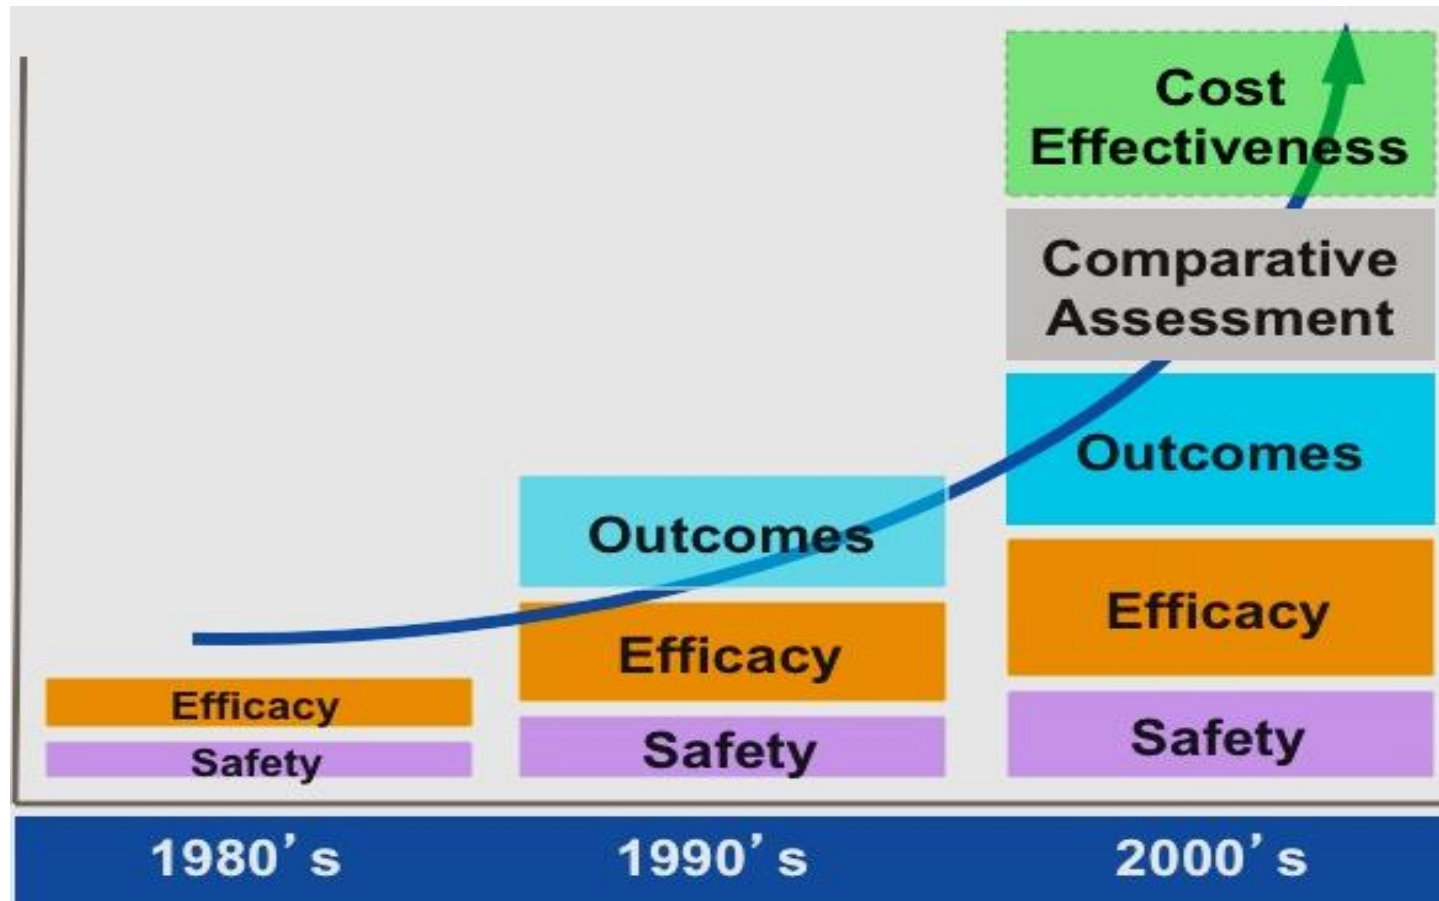 Cost
Effectiveness
Comparative
Assessment
Outcomes
Efficacy
Safety
Outcomes
Efficacy
Safety
Efficacy
Safety
1980’s
1990’s
2000’s